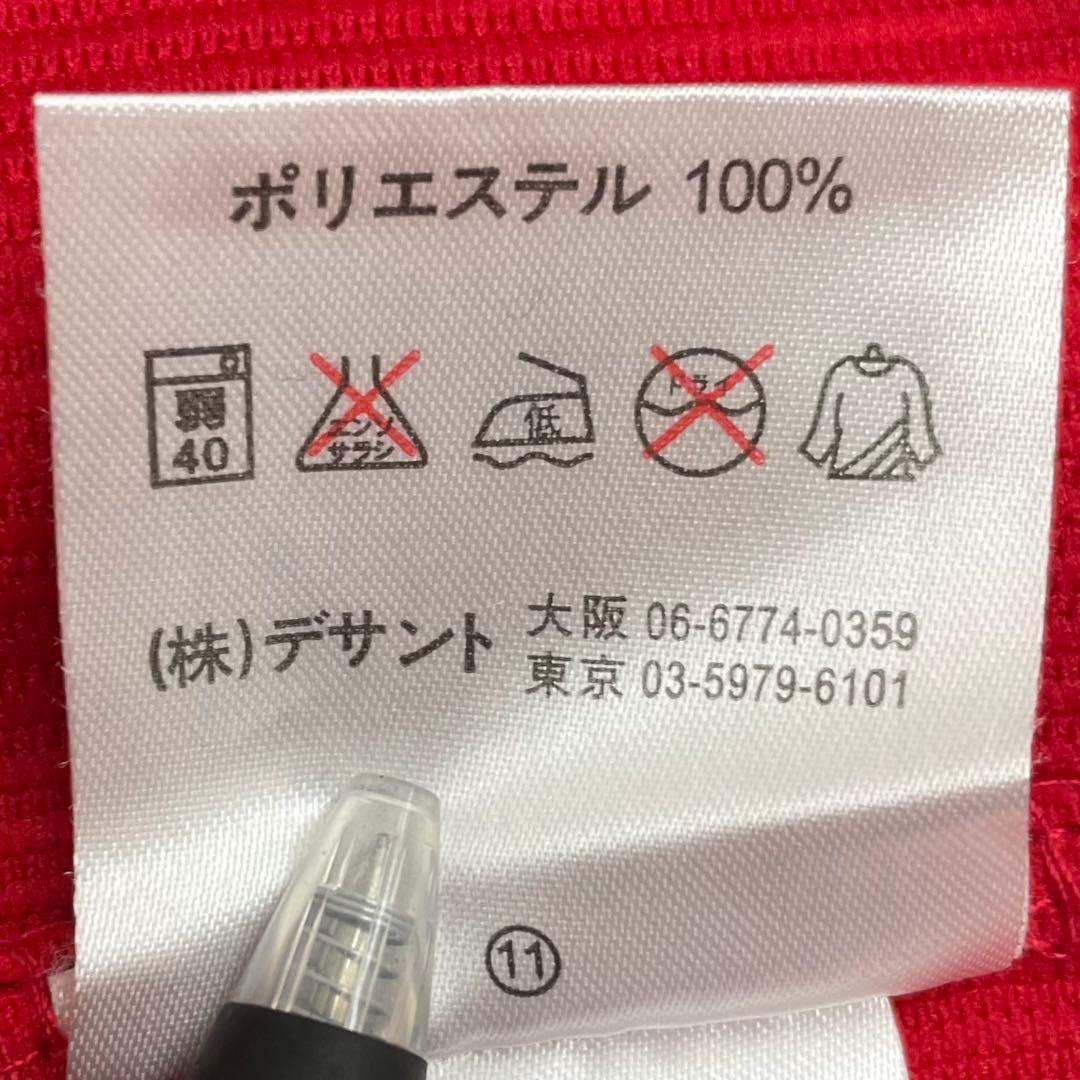 ポリエステル 100%
弱
40
エンソ
サラシ
低
ドライ
(株)デサント
大阪 06-6774-0359
東京 03-5979-6101
11